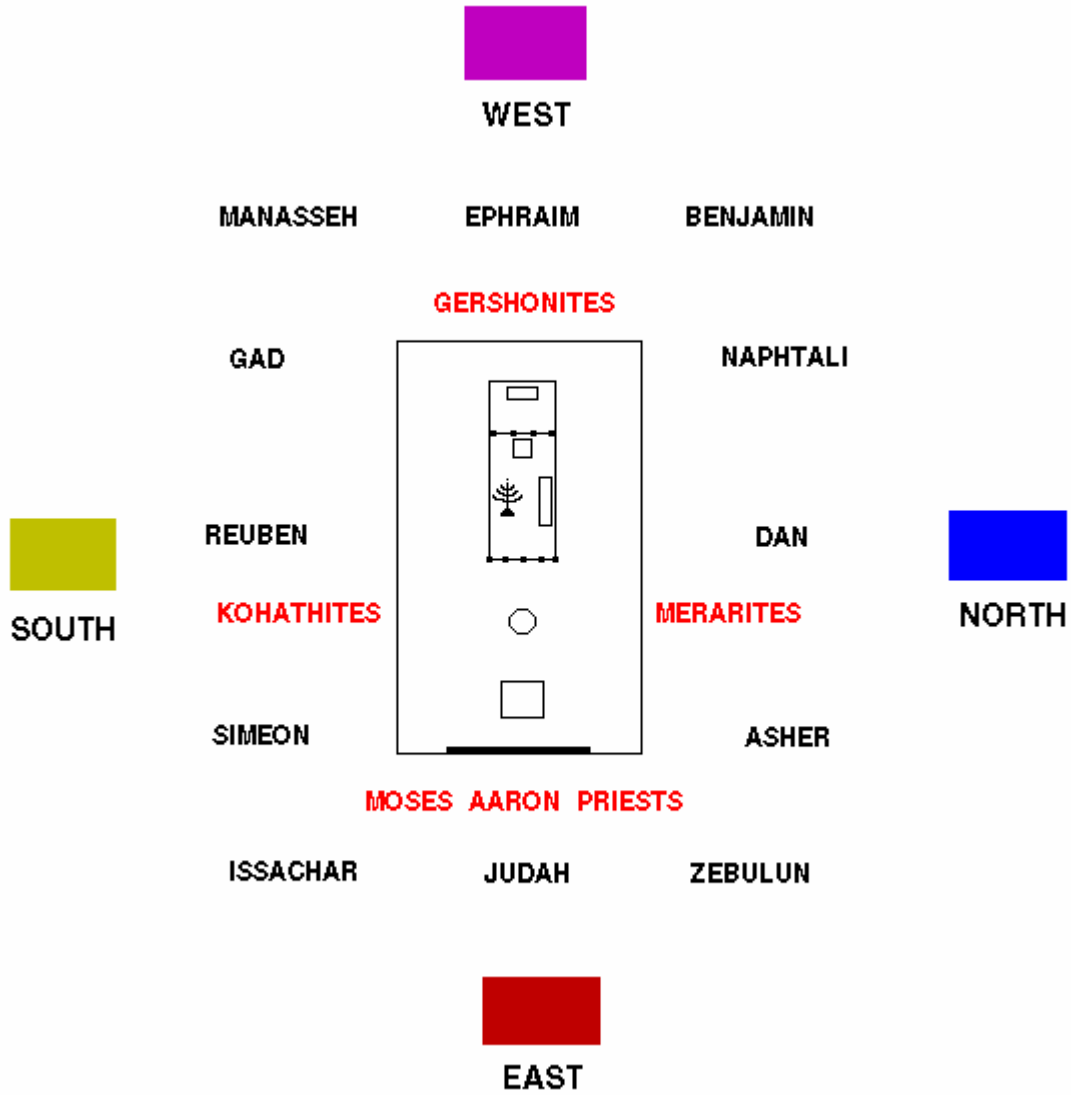 WEST
MANASSEH EPHRAIM BENJAMIN
GERSHONITES
GAD NAPHTALI
REUBEN DAN
KOHATHITES MERARITES
SOUTH NORTH
SIMEON ASHER
MOSES AARON PRIESTS
ISSACHAR JUDAH ZEBULUN
EAST